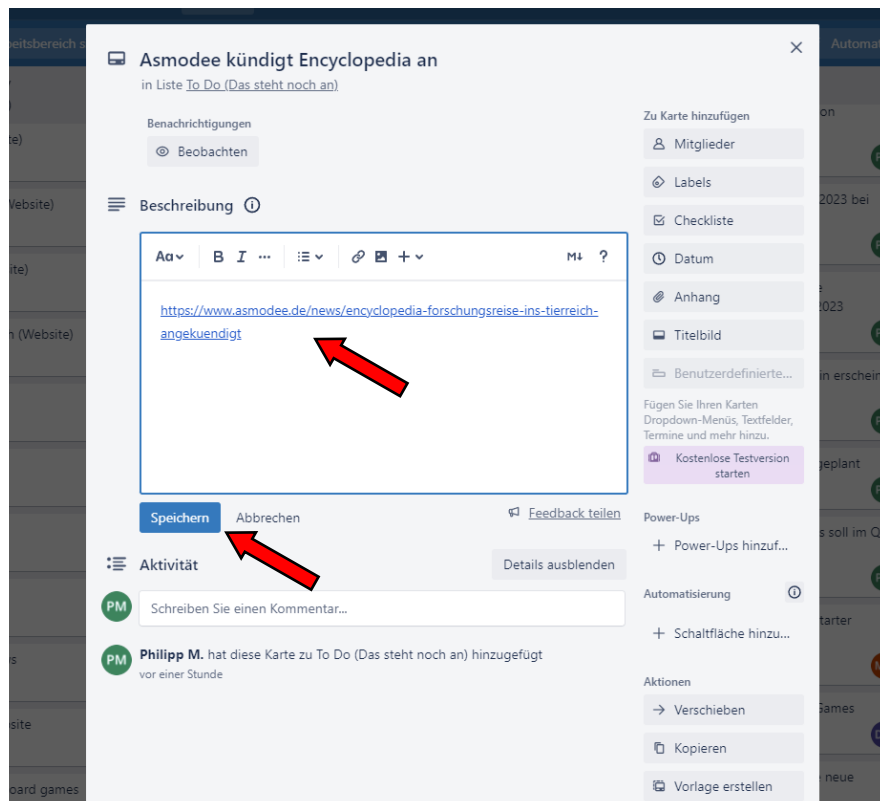 Asmodee kündigt Encyclopedia an
in Liste To Do (Das steht noch an)
Benachrichtigungen
Beobachten
Beschreibung
Aa
B I ...
M↓ ?
https://www.asmodee.de/news/encyclopedia-forschungsreise-ins-tierreich-
angekuendigt
Speichern Abbrechen
Feedback teilen
Aktivität
Details ausblenden
PM
Schreiben Sie einen Kommentar...
PM
Philipp M. hat diese Karte zu To Do (Das steht noch an) hinzugefügt
vor einer Stunde
Zu Karte hinzufügen
Mitglieder
Labels
Checkliste
Datum
Anhang
Titelbild
Benutzerdefinierte...
Fügen Sie Ihren Karten
Dropdown-Menüs, Textfelder,
Termine und mehr hinzu.
Kostenlose Testversion
starten
Power-Ups
+ Power-Ups hinzuf...
Automatisierung
+ Schaltfläche hinzu...
Aktionen
→ Verschieben
Kopieren
Vorlage erstellen
(Website)
2023 bei
2023
geplant
s soll im Q
Games
neue
oard games